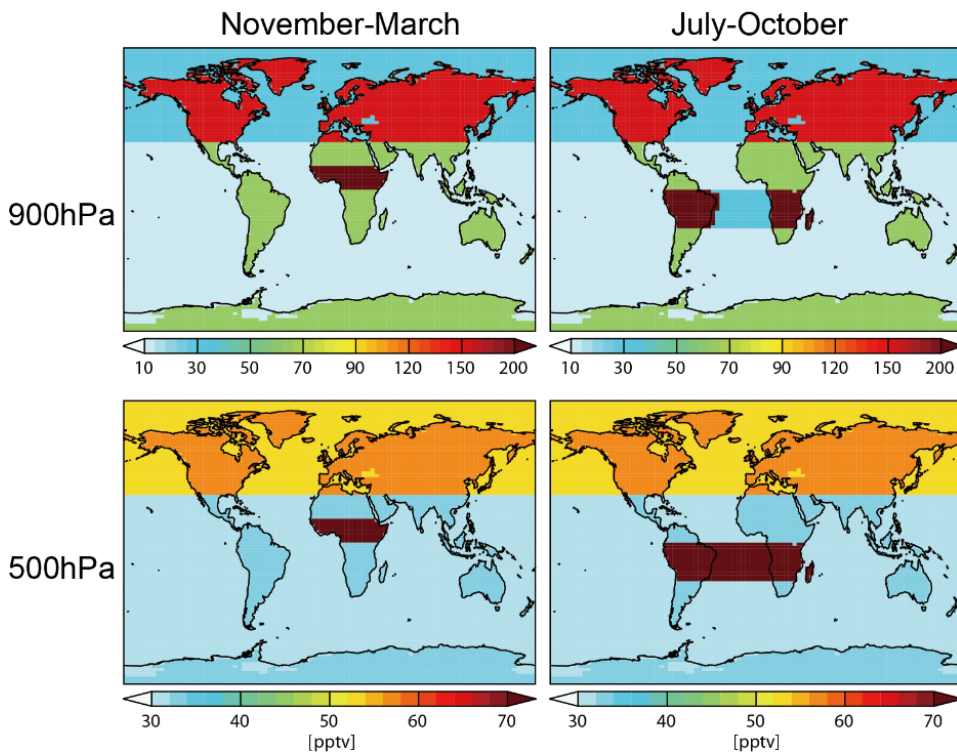 November-March July-October
900hPa
10 30 50 70 90 120 150 200 10 30 50 70 90 120 150 200
500hPa
30 40 50 60 70 30 40 50 60 70
[pptv] [pptv]